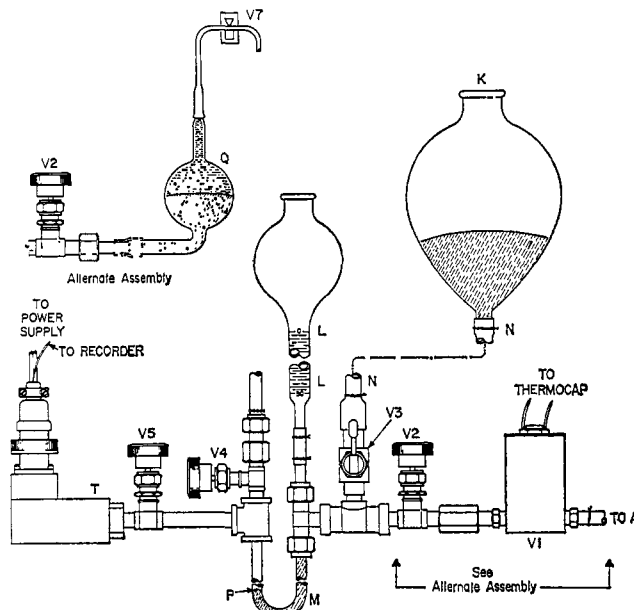 V7
K
Q
V2
Alternate Assembly
TO
POWER
SUPPLY
TO RECORDER
L
L
N
N
TO
THERMOCAP
V3
V5
V4
V2
T
TO A
V1
P
M
See
Alternate Assembly